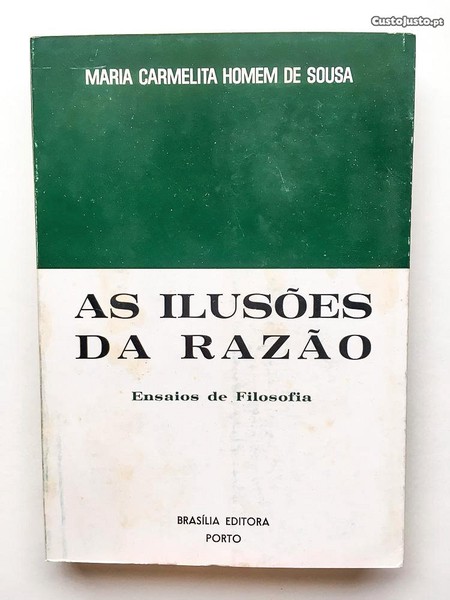 CustoJusto.pt
MARIA CARMELITA HOMEM DE SOUSA
AS ILUSÕES
DA RAZÃO
Ensaios de Filosofia
BRASÍLIA EDITORA
PORTO